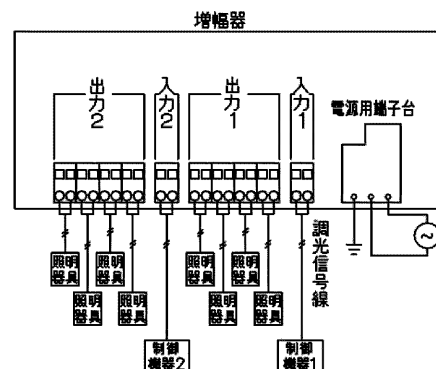 増幅器
出力2
入力2
出力1
入力1
電源用端子台
調光信号線
照明器具
照明器具
照明器具
照明器具
照明器具
照明器具
照明器具
照明器具
制御
機器2
制御
機器1